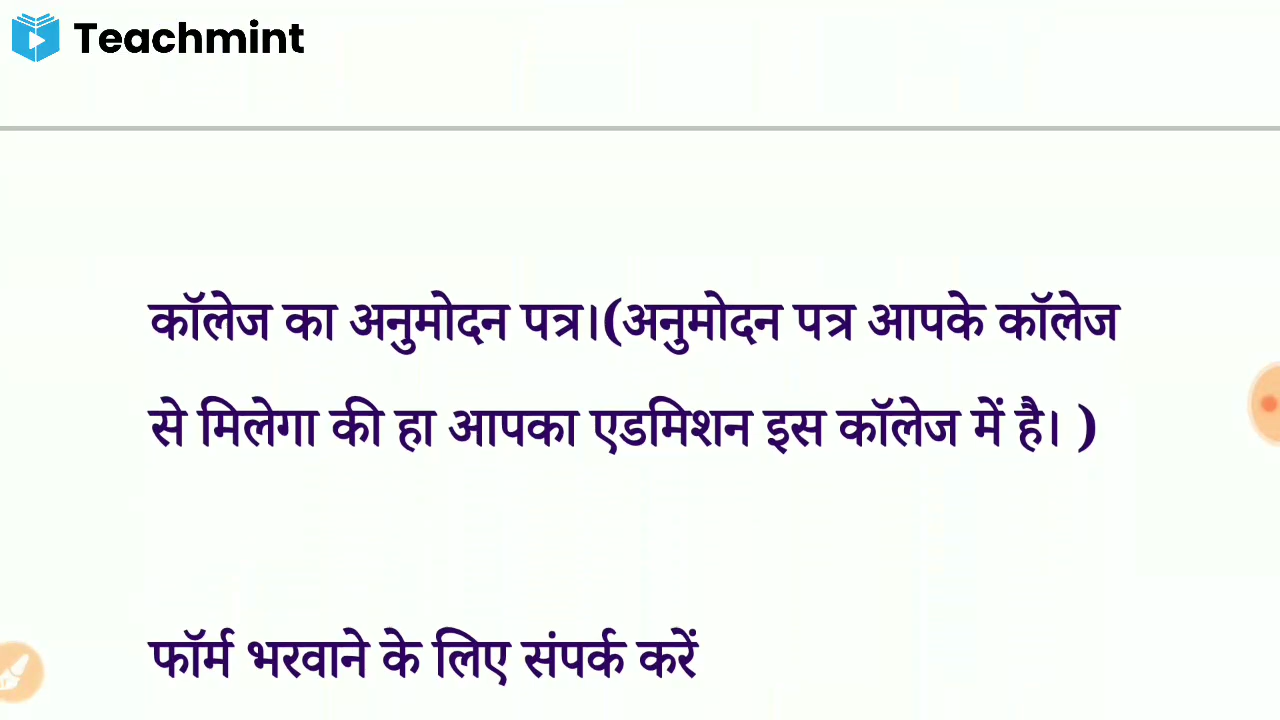 Teachmint
कॉलेज का अनुमोदन पत्र।(अनुमोदन पत्र आपके कॉलेज
से मिलेगा की हा आपका एडमिशन इस कॉलेज में है। )
फॉर्म भरवाने के लिए संपर्क करें